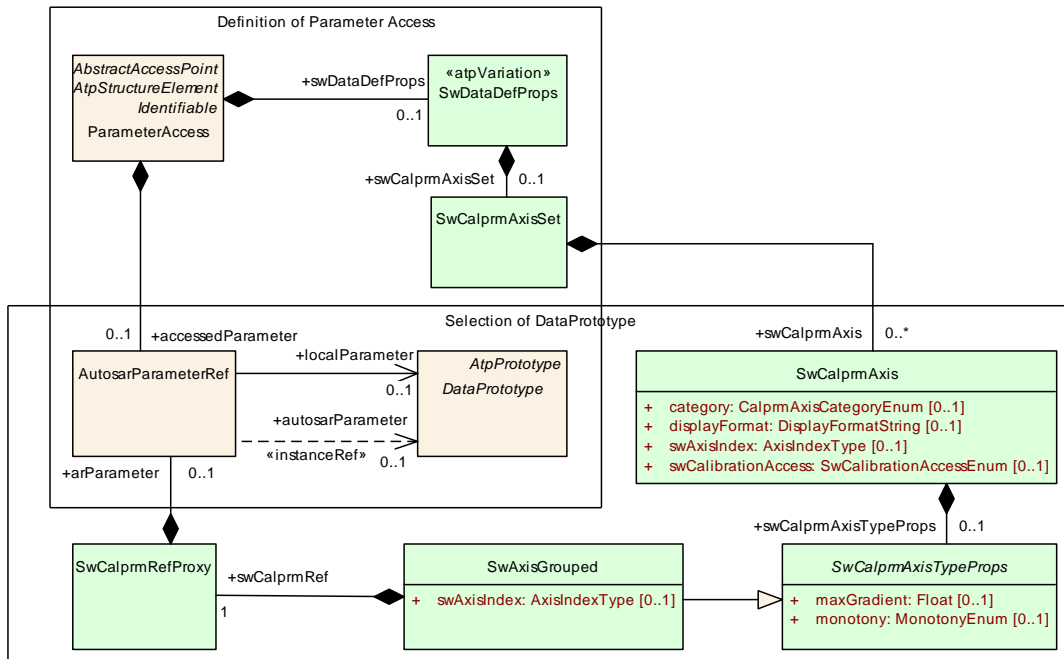 Definition of Parameter Access
AbstractAccessPoint
AtpStructureElement
Identifiable
ParameterAccess
+swDataDefProps
0..1
«atpVariation»
SwDataDefProps
+swCalprmAxisSet
0..1
SwCalprmAxisSet
0..1
+accessedParameter
Selection of DataPrototype
+swCalprmAxis
0..*
AutosarParameterRef
+localParameter
0..1
AtpPrototype
DataPrototype
+autosarParameter
«instanceRef»
0..1
SwCalprmAxis
+ category: CalprmAxisCategoryEnum [0..1]
+ displayFormat: DisplayFormatString [0..1]
+ swAxisIndex: AxisIndexType [0..1]
+ swCalibrationAccess: SwCalibrationAccessEnum [0..1]
+arParameter
0..1
+swCalprmAxisTypeProps
0..1
SwCalprmRefProxy
+swCalprmRef
1
SwAxisGrouped
+ swAxisIndex: AxisIndexType [0..1]
SwCalprmAxisTypeProps
+ maxGradient: Float [0..1]
+ monotony: MonotonyEnum [0..1]